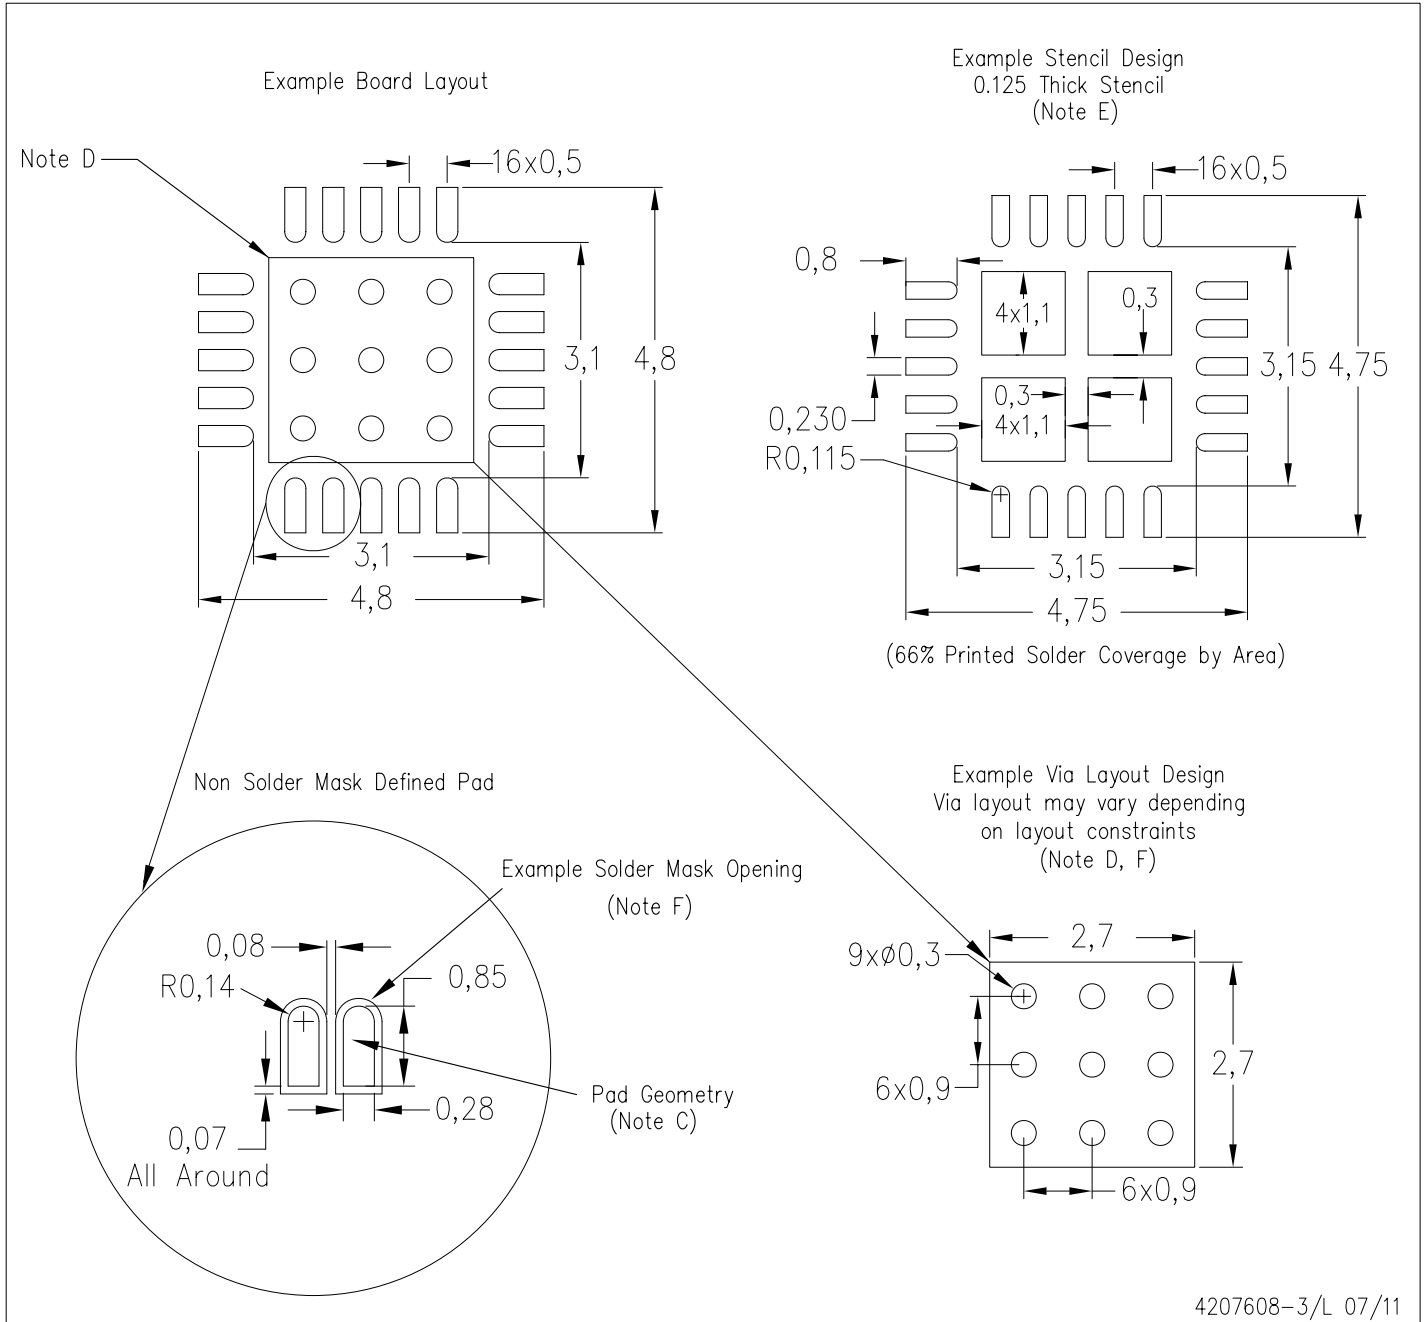 Example Board Layout
Note D
16x0,5
3,1
4,8
3,1
4,8
Example Stencil Design
0.125 Thick Stencil
(Note E)
16x0,5
0,8
4x1,1
0,3
0,3
4x1,1
0,230
R0,115
3,15
4,75
3,15
4,75
(66% Printed Solder Coverage by Area)
Non Solder Mask Defined Pad
Example Solder Mask Opening
(Note F)
0,08
R0,14
0,85
0,28
0,07
All Around
Pad Geometry
(Note C)
Example Via Layout Design
Via layout may vary depending
on layout constraints
(Note D, F)
2,7
9xø0,3
6x0,9
2,7
6x0,9
4207608-3/L 07/11